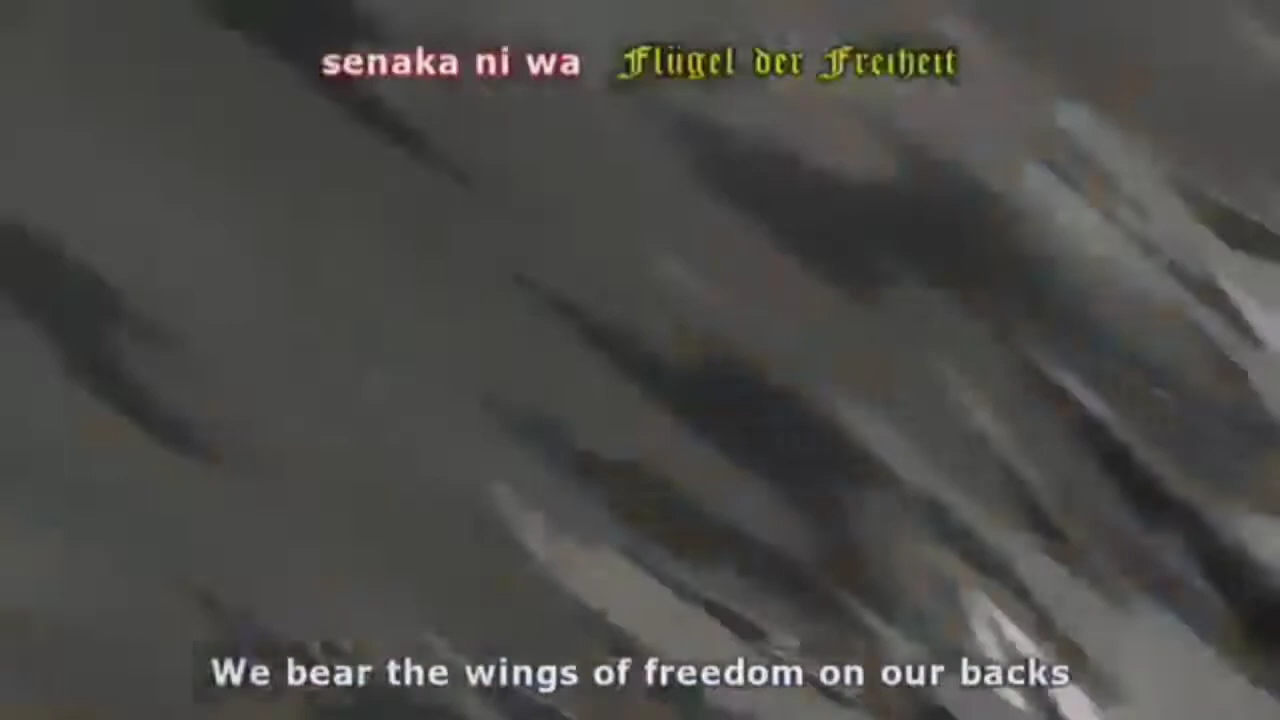 senaka ni wa Flügel der Freiheit
We bear the wings of freedom on our backs